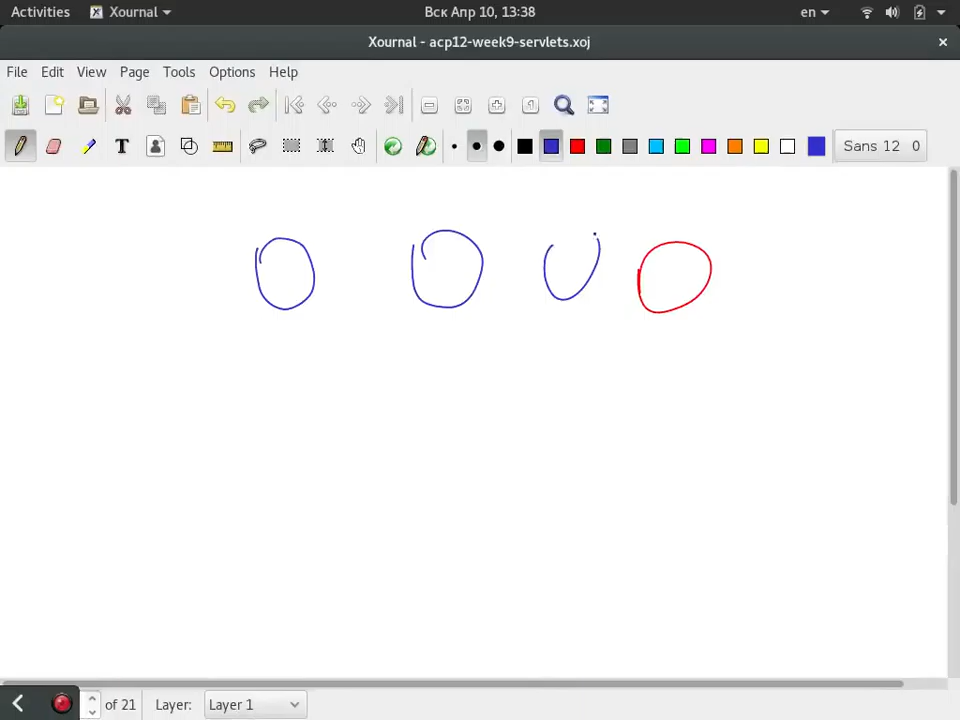 Activities Xournal Вск Апр 10, 13:38 en
Xournal - acp12-week9-servlets.xoj
File Edit View Page Tools Options Help
Sans 12 0
of 21 Layer: Layer 1